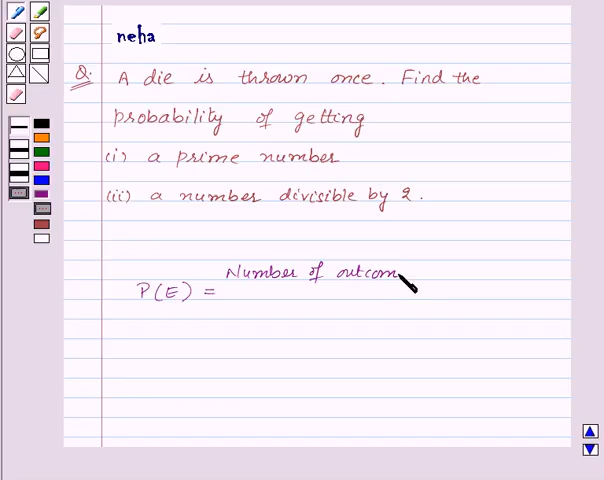 neha
Q. A die is thrown once. Find the
probability of getting
(i) a prime number
(ii) a number divisible by 2.
Number of outcom
P(E) =